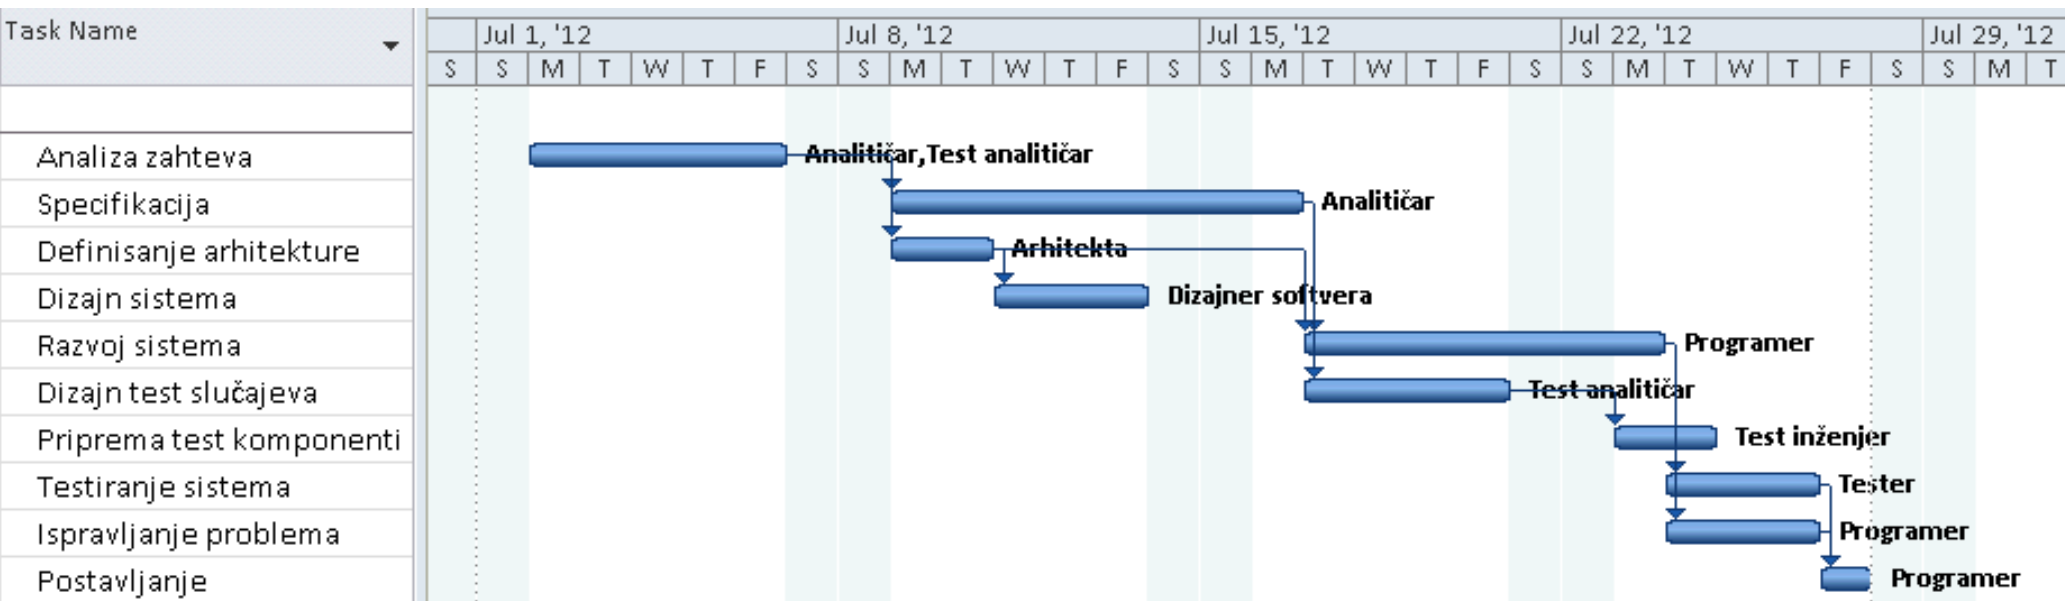 Task Name
Jul 1, '12 Jul 8, '12 Jul 15, '12 Jul 22, '12 Jul 29, '12
S S M T W T F S S M T W T F S S M T W T F S S M T W T F S S M T
Analiza zahteva Analitičar,Test analitičar
Specifikacija Analitičar
Definisanje arhitekture Arhitekta
Dizajn sistema Dizajner softvera
Razvoj sistema Programer
Dizajn test slučajeva Test analitičar
Priprema test komponenti Test inženjer
Testiranje sistema Tester
Ispravljanje problema Programer
Postavljanje Programer